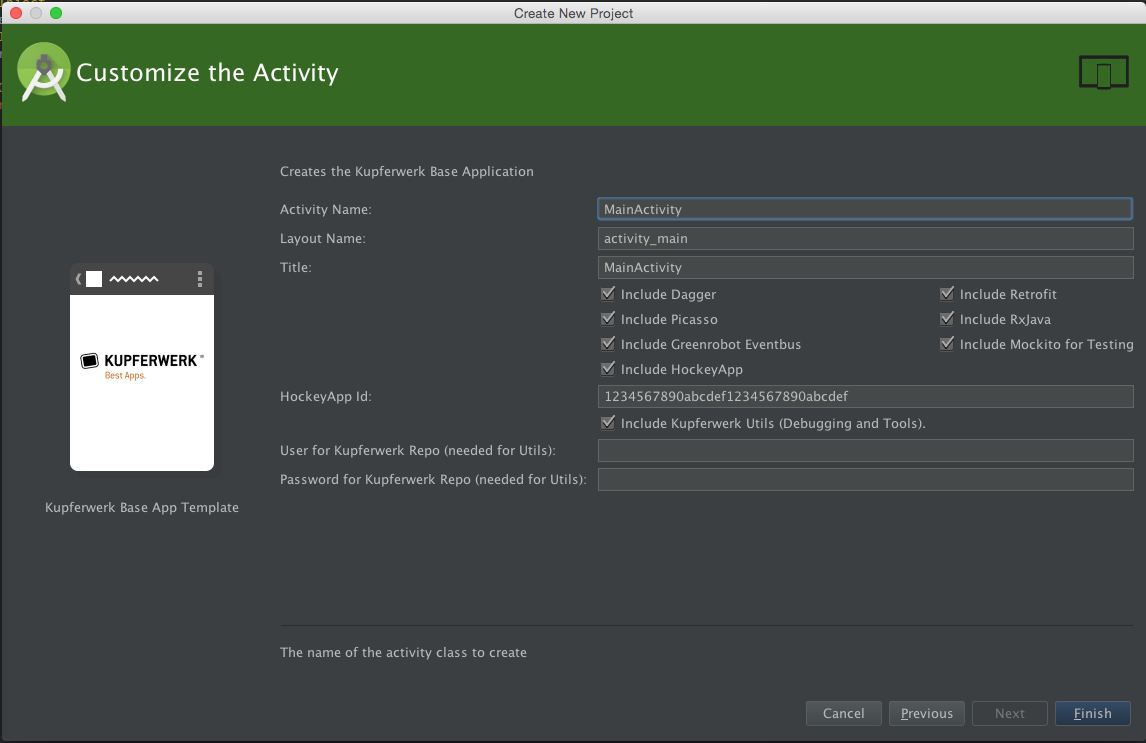 Create New Project
Customize the Activity
Creates the Kupferwerk Base Application
Activity Name: MainActivity
Layout Name: activity_main
Title: MainActivity
Include Dagger Include Retrofit
Include Picasso Include RxJava
Include Greenrobot Eventbus Include Mockito for Testing
Include HockeyApp
HockeyApp Id: 1234567890abcdef1234567890abcdef
Include Kupferwerk Utils (Debugging and Tools).
User for Kupferwerk Repo (needed for Utils):
Password for Kupferwerk Repo (needed for Utils):
KUPFERWERK®
Best Apps.
Kupferwerk Base App Template
The name of the activity class to create
Cancel Previous Next Finish